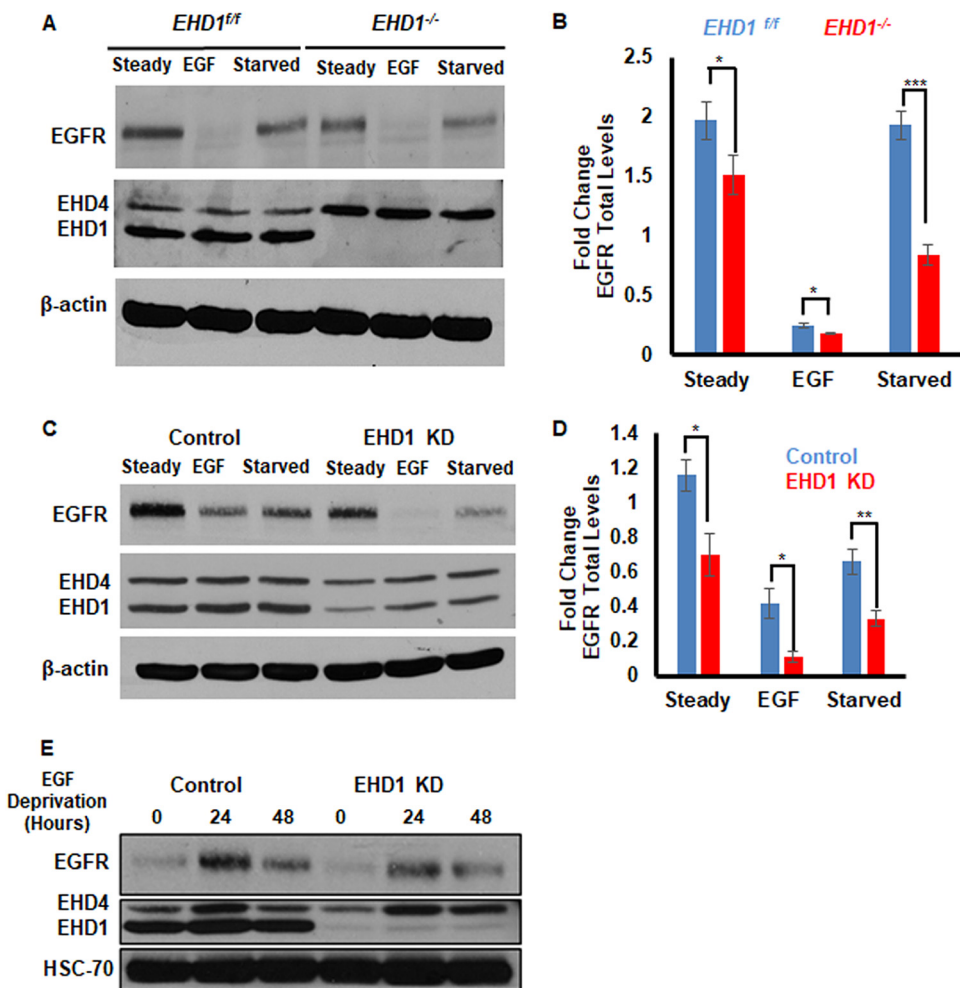 A
EHD1f/f EHD1-/-
Steady EGF Starved Steady EGF Starved
EGFR
EHD4
EHD1
β-actin
B
EHD1 f/f EHD1-/-
Fold Change
EGFR Total Levels
2.5
2
1.5
1
0.5
0
* * ***
Steady EGF Starved
C
Control EHD1 KD
Steady EGF Starved Steady EGF Starved
EGFR
EHD4
EHD1
β-actin
D
Control
EHD1 KD
Fold Change
EGFR Total Levels
1.4
1.2
1
0.8
0.6
0.4
0.2
0
* * **
Steady EGF Starved
E
EGF
Deprivation
(Hours)
Control EHD1 KD
0 24 48 0 24 48
EGFR
EHD4
EHD1
HSC-70